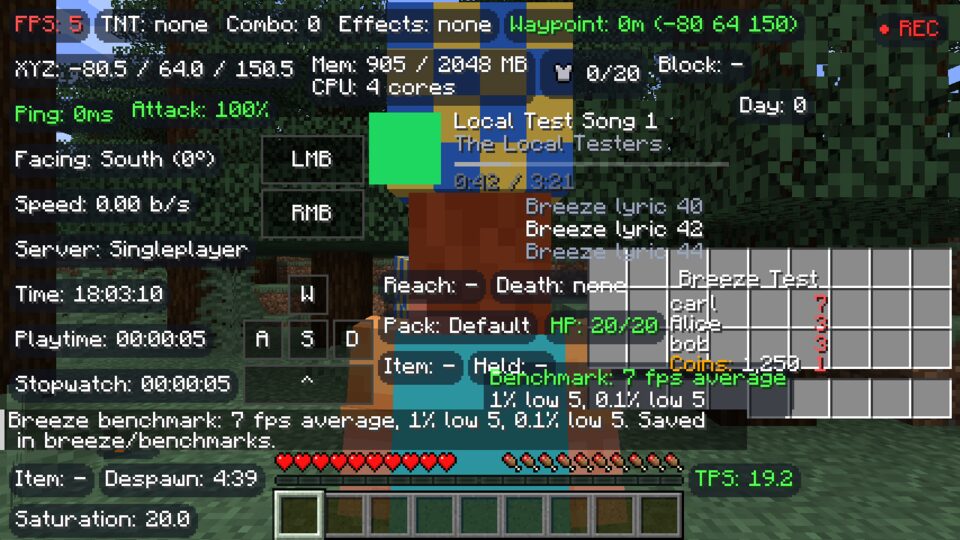 FPS: 5 TNT: none Combo: 0 Effects: none Waypoint: 0m (-80 64 150) ● REC
XYZ: -80.5 / 64.0 / 150.5 Mem: 905 / 2048 MB 0/20 Block: -
CPU: 4 cores
Ping: 0ms Attack: 100% Day: 0
Local Test Song 1
The Local Testers
0:42 / 3:21
Facing: South (0°) LMB
Speed: 0.00 b/s RMB
Breeze lyric 40
Breeze lyric 42
Breeze lyric 44
Server: Singleplayer
Reach: - Death: none
Breeze Test
carl 7
Alice 3
bob 3
Coins: 1,250 1
Time: 18:03:10 W
Pack: Default HP: 20/20
Playtime: 00:00:05 A S D
Item: - Held: -
Benchmark: 7 fps average
1% low 5, 0.1% low 5
Stopwatch: 00:00:05 ^
Breeze benchmark: 7 fps average, 1% low 5, 0.1% low 5. Saved
in breeze/benchmarks.
Item: - Despawn: 4:39 TPS: 19.2
Saturation: 20.0